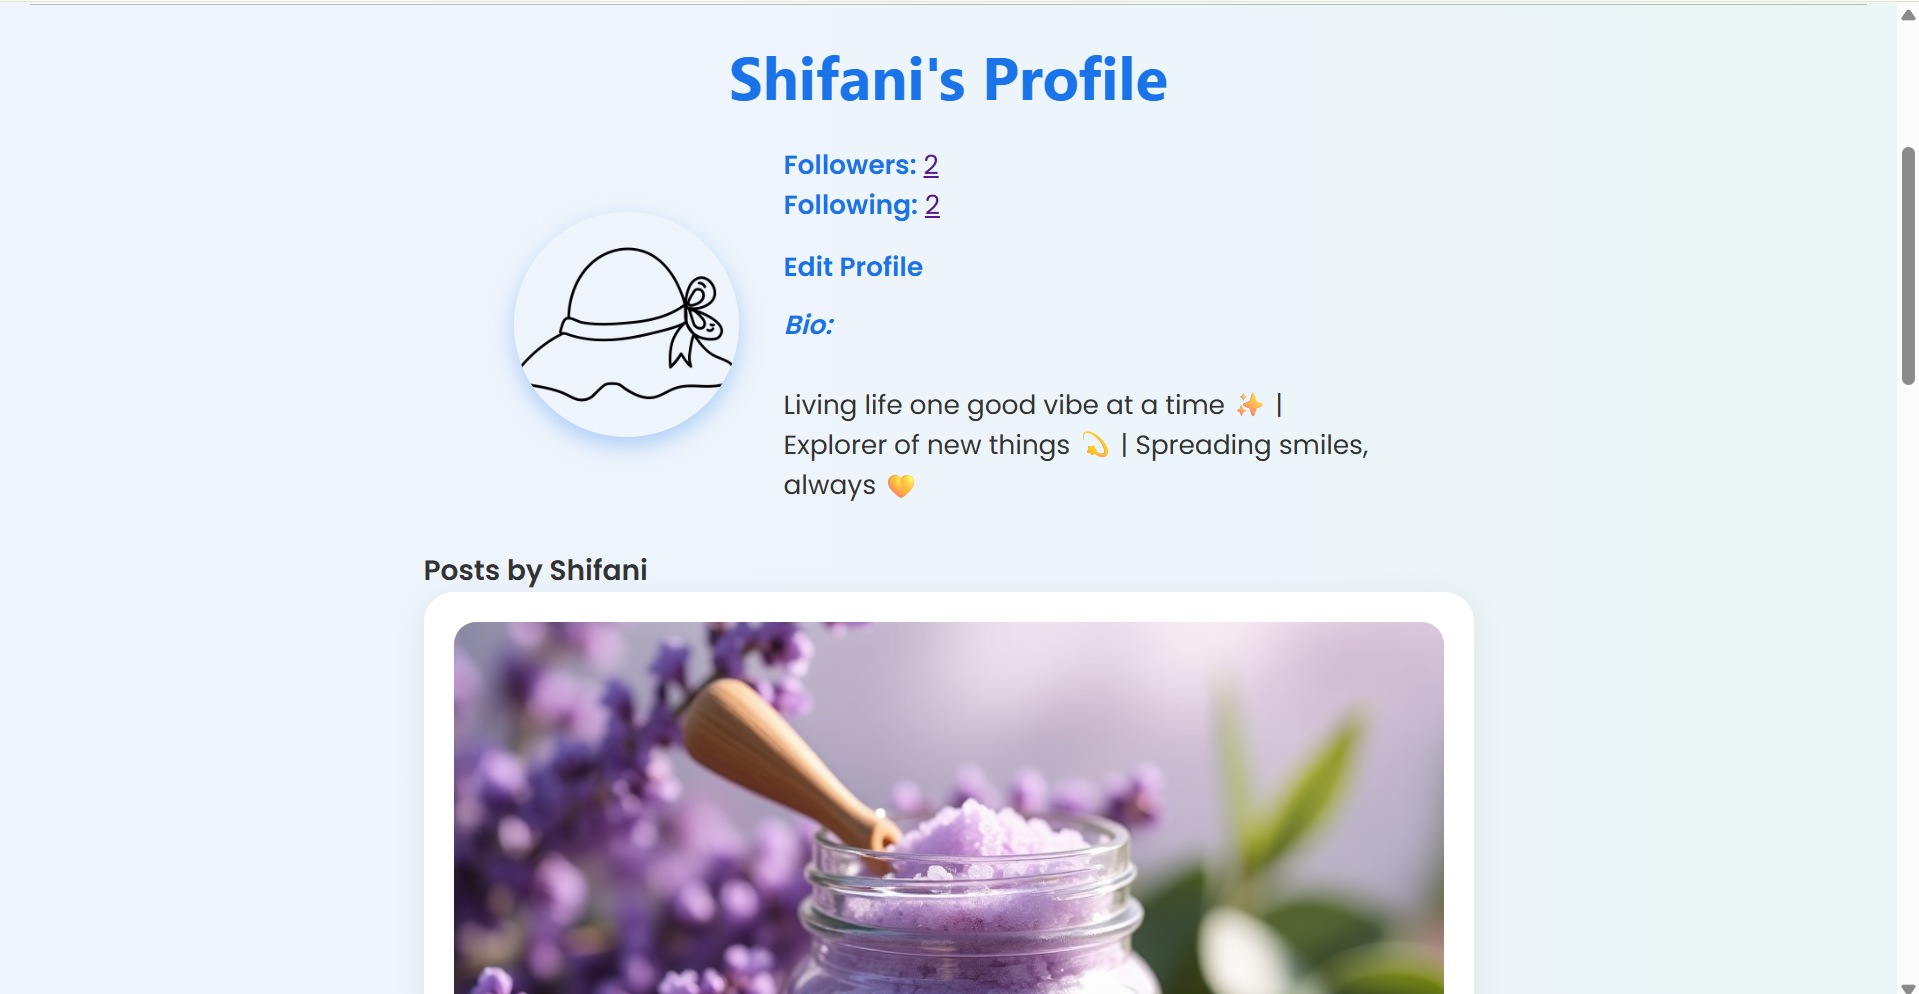 Shifani's Profile
Followers: 2
Following: 2
Edit Profile
Bio:
Living life one good vibe at a time ✨ |
Explorer of new things 💫 | Spreading smiles,
always 💛
Posts by Shifani